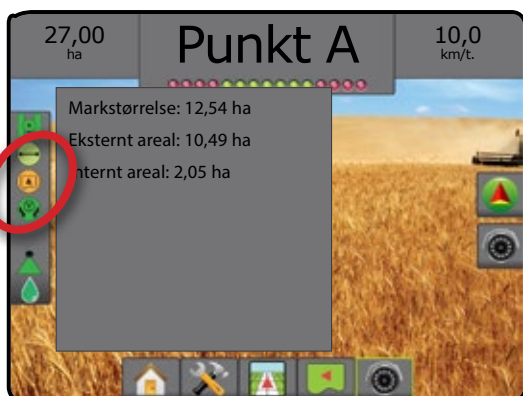 27,00
ha
Punkt A
10,0
km/t.
Markstørrelse: 12,54 ha
Eksternt areal: 10,49 ha
nternt areal: 2,05 ha